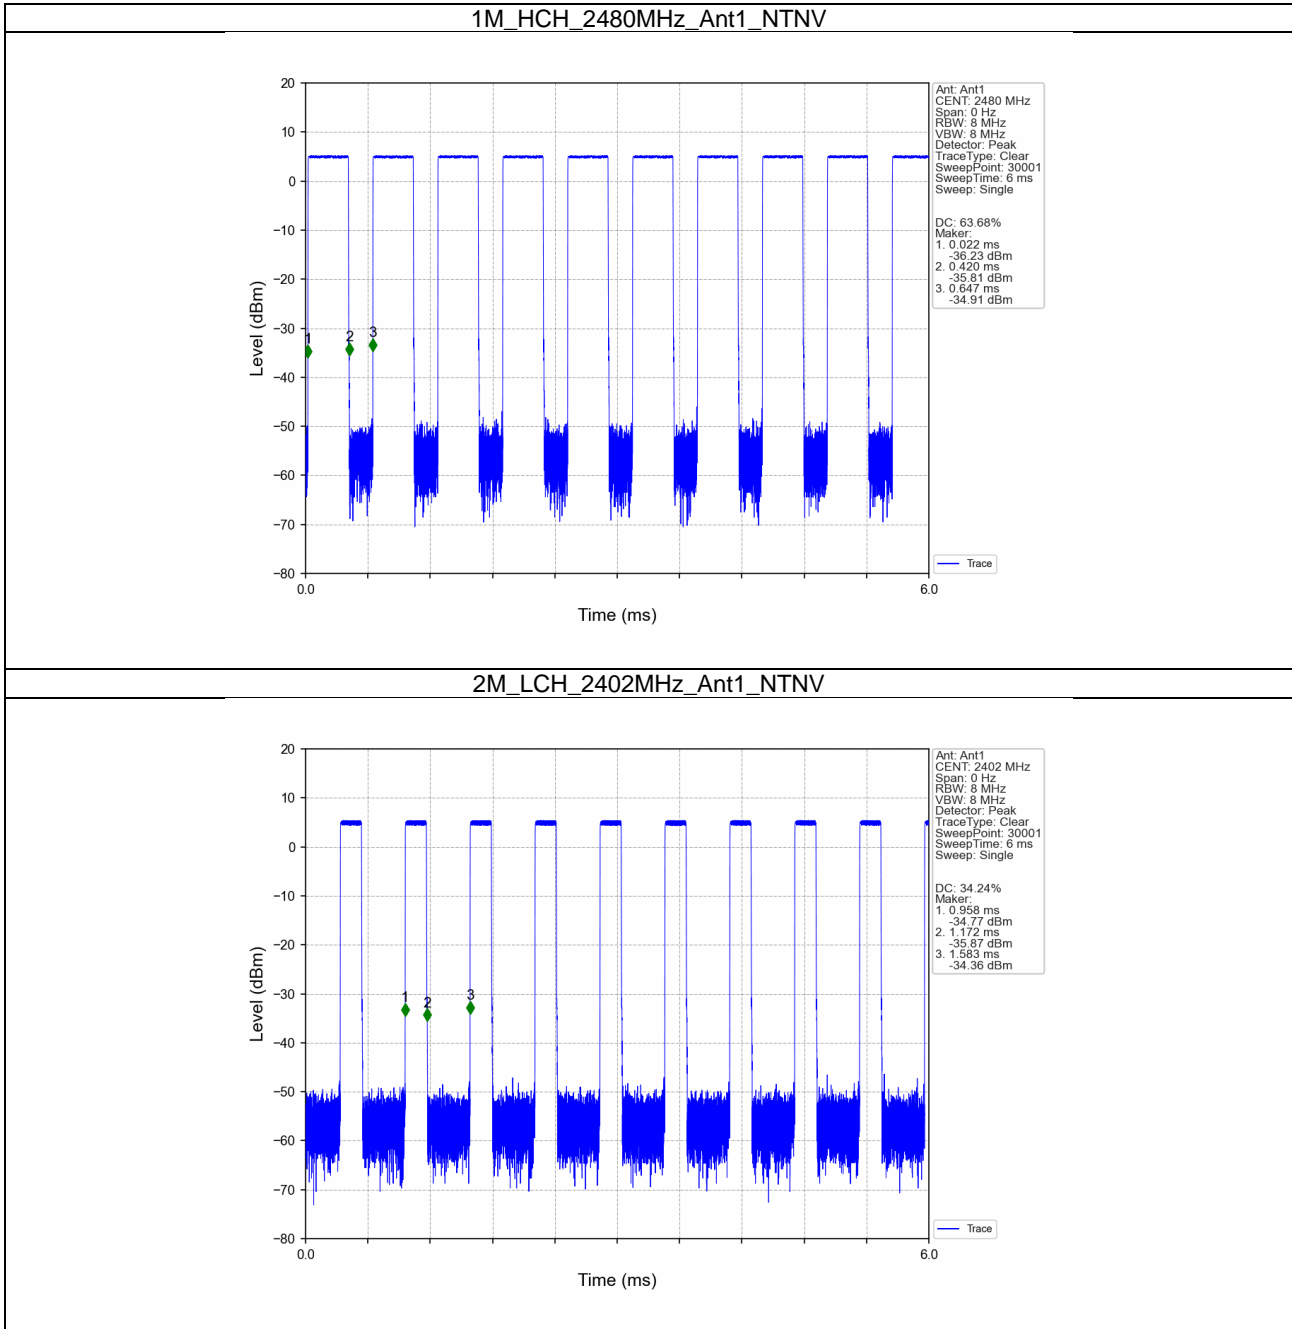 1M_HCH_2480MHz_Ant1_NTNV
20
10
0
−10
−20
−30
−40
−50
−60
−70
−80
Level (dBm)
1
2
3
0.0
6.0
Time (ms)
Ant: Ant1
CENT: 2480 MHz
Span: 0 Hz
RBW: 8 MHz
VBW: 8 MHz
Detector: Peak
TraceType: Clear
SweepPoint: 30001
SweepTime: 6 ms
Sweep: Single
DC: 63.68%
Maker:
1. 0.022 ms
-36.23 dBm
2. 0.420 ms
-35.81 dBm
3. 0.647 ms
-34.91 dBm
Trace
2M_LCH_2402MHz_Ant1_NTNV
20
10
0
−10
−20
−30
−40
−50
−60
−70
−80
Level (dBm)
1
2
3
0.0
6.0
Time (ms)
Ant: Ant1
CENT: 2402 MHz
Span: 0 Hz
RBW: 8 MHz
VBW: 8 MHz
Detector: Peak
TraceType: Clear
SweepPoint: 30001
SweepTime: 6 ms
Sweep: Single
DC: 34.24%
Maker:
1. 0.958 ms
-34.77 dBm
2. 1.172 ms
-35.87 dBm
3. 1.583 ms
-34.36 dBm
Trace